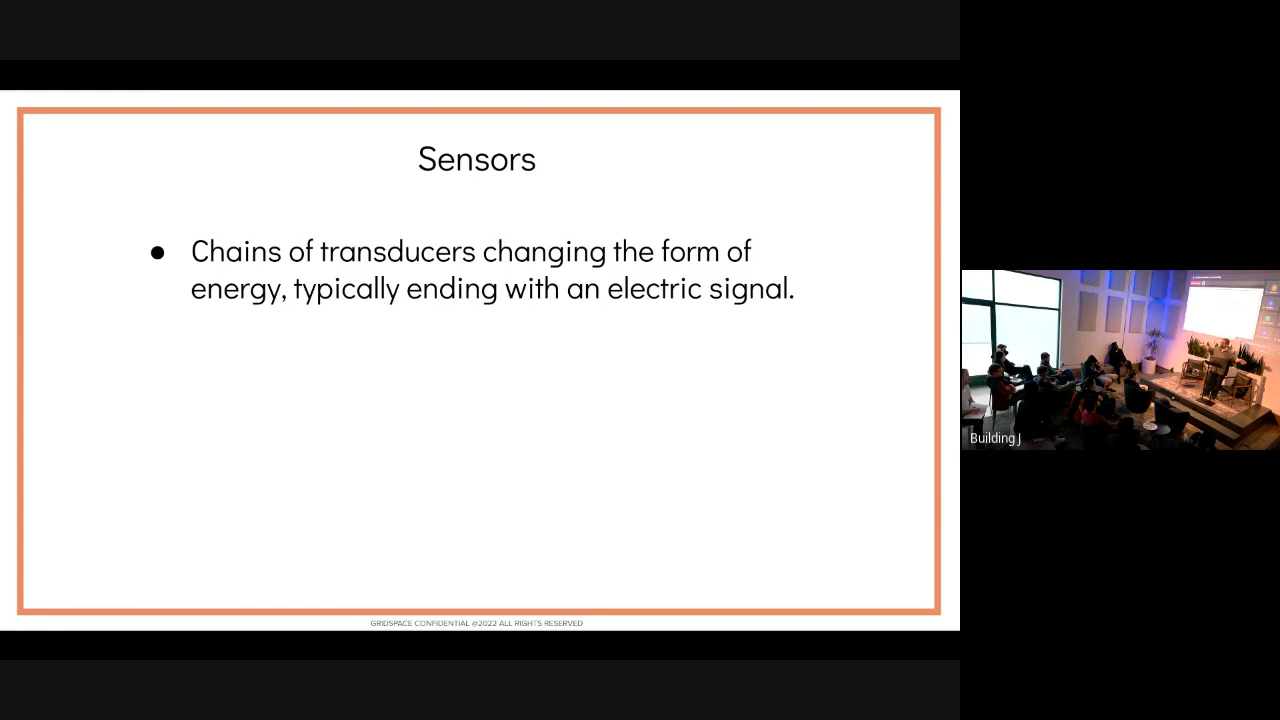 Sensors
● Chains of transducers changing the form of
energy, typically ending with an electric signal.
GRIDSPACE CONFIDENTIAL @2022 ALL RIGHTS RESERVED
Building J